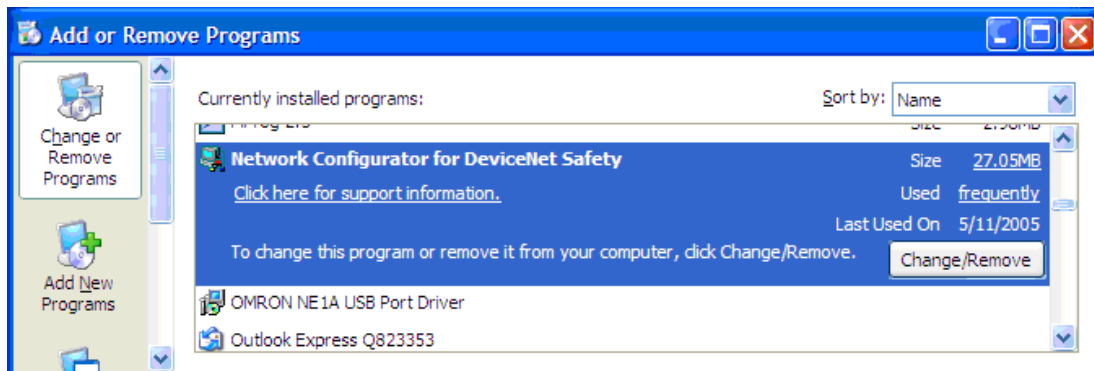 Add or Remove Programs
Change or
Remove
Programs
Add New
Programs
Currently installed programs:
Sort by: Name
Size
Network Configurator for DeviceNet Safety Size 27.05MB
Click here for support information. Used frequently
Last Used On 5/11/2005
To change this program or remove it from your computer, click Change/Remove. Change/Remove
OMRON NE1A USB Port Driver
Outlook Express Q823353